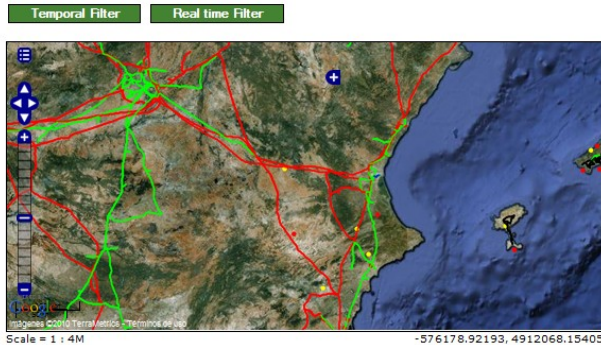 Temporal Filter Real time Filter
Google
Imágenes ©2010 TerraMetrics - Términos de uso
Scale = 1 : 4M -576178.92193, 4912068.15405